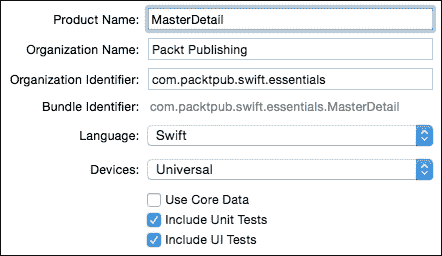 Product Name: MasterDetail
Organization Name: Packt Publishing
Organization Identifier: com.packtpub.swift.essentials
Bundle Identifier: com.packtpub.swift.essentials.MasterDetail
Language: Swift
Devices: Universal
Use Core Data
Include Unit Tests
Include UI Tests